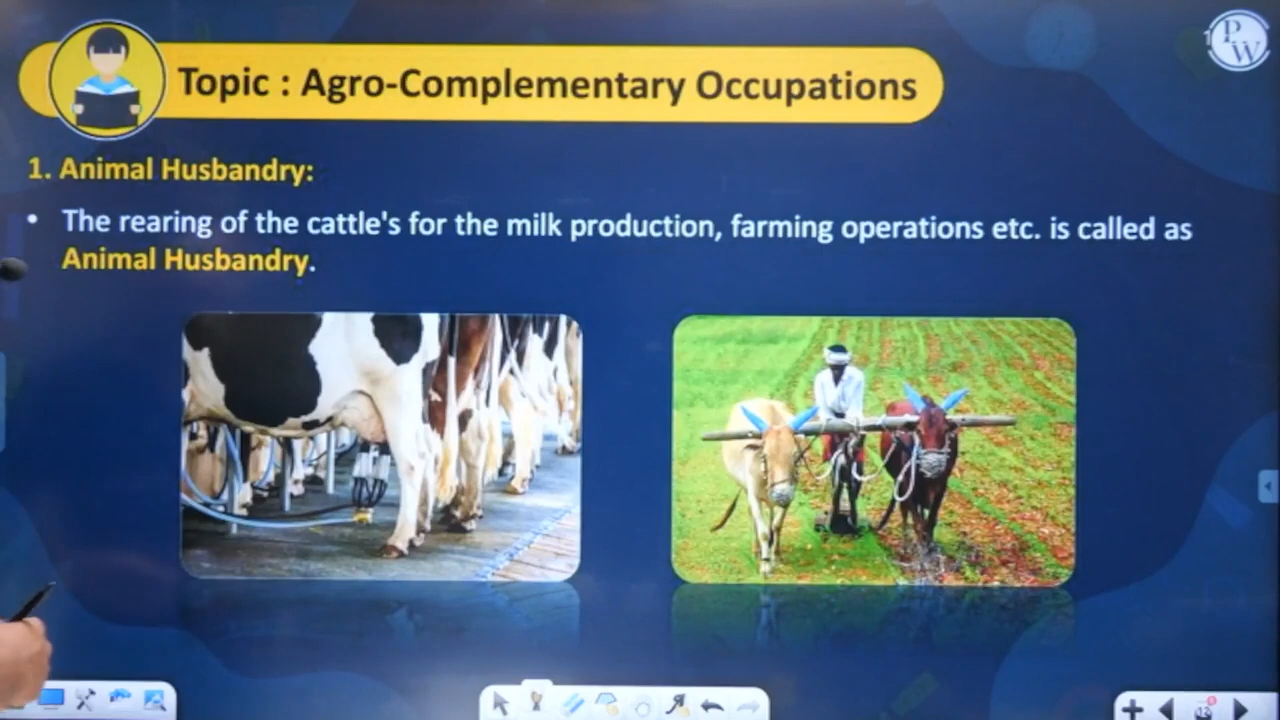 PW
Topic : Agro-Complementary Occupations
1. Animal Husbandry:
• The rearing of the cattle's for the milk production, farming operations etc. is called as
Animal Husbandry.